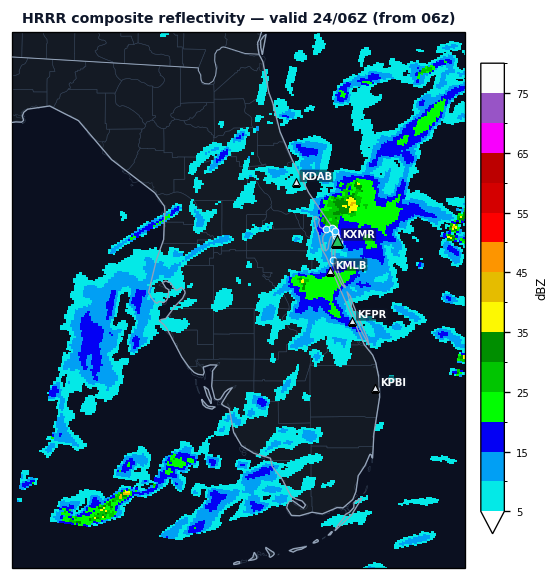 HRRR composite reflectivity — valid 24/06Z (from 06z)
KDAB
KXMR
KMLB
KFPR
KPBI
75
65
55
45
35
25
15
5
dBZ